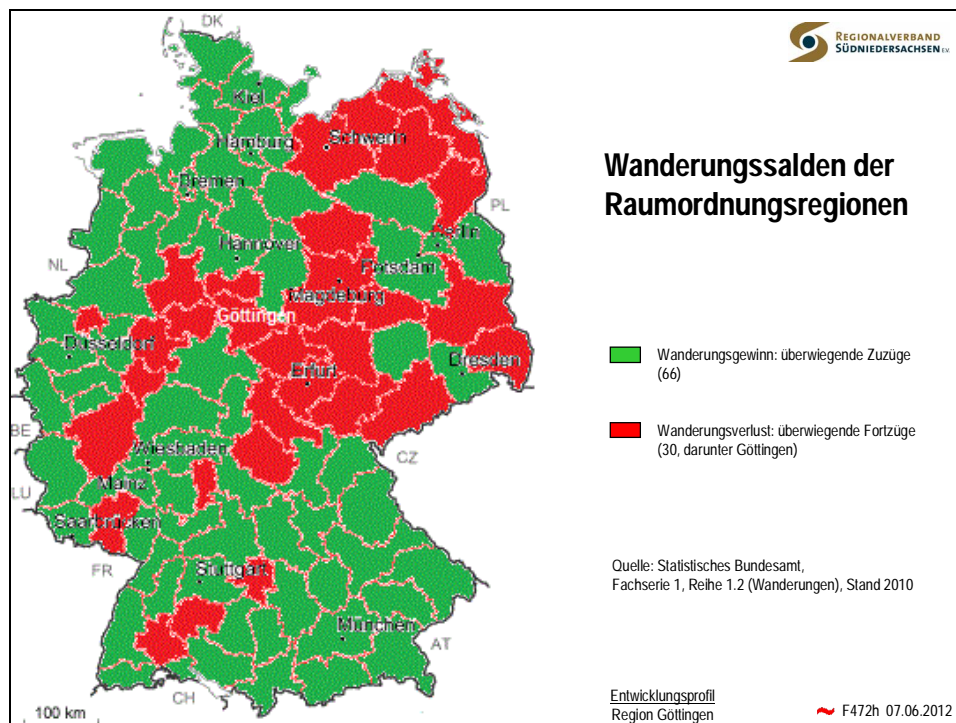 REGIONALVERBAND
SÜDNIEDERSACHSEN E.V.
Wanderungssalden der
Raumordnungsregionen
DK
Kiel
Hamburg
Schwerin
Bremen
PL
Berlin
Hannover
Potsdam
NL
Magdeburg
Göttingen
Düsseldorf
Dresden
Erfurt
BE
Wiesbaden
CZ
Mainz
LU
Saarbrücken
FR
Stuttgart
München
AT
CH
100 km
Wanderungsgewinn: überwiegende Zuzüge
(66)
Wanderungsverlust: überwiegende Fortzüge
(30, darunter Göttingen)
Quelle: Statistisches Bundesamt,
Fachserie 1, Reihe 1.2 (Wanderungen), Stand 2010
Entwicklungsprofil
Region Göttingen
F472h 07.06.2012